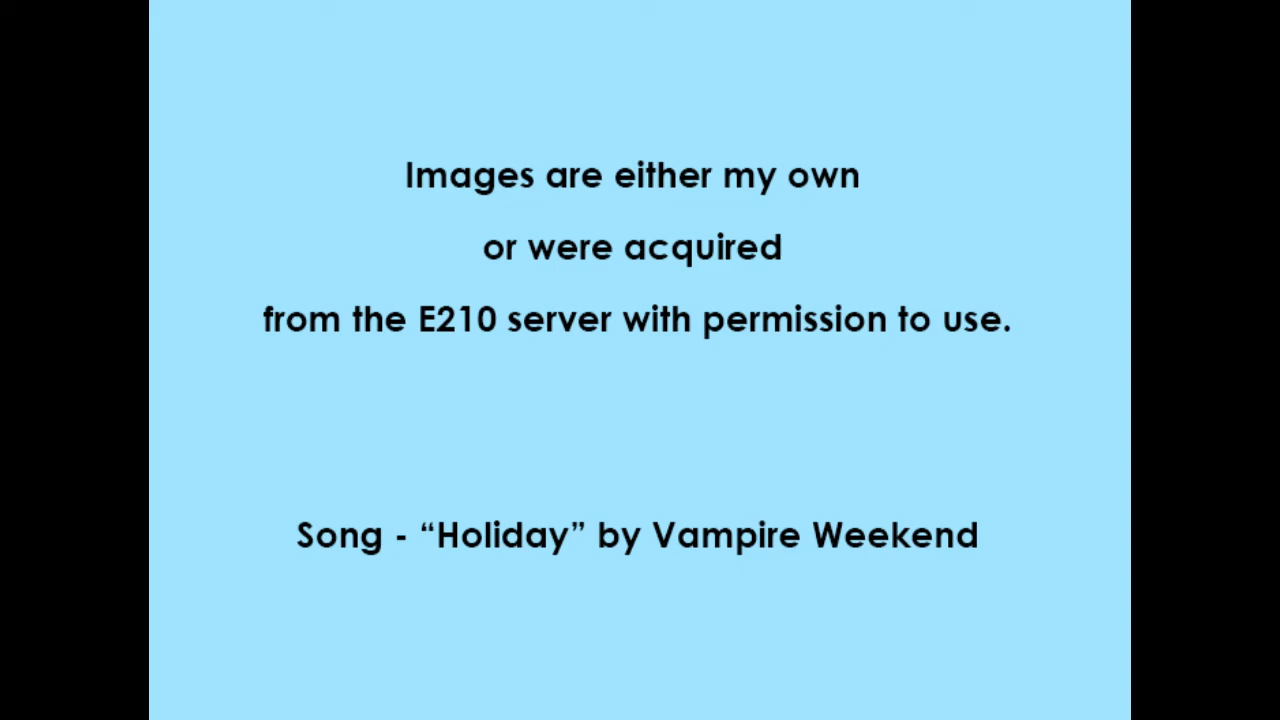 Images are either my own
or were acquired
from the E210 server with permission to use.
Song - “Holiday” by Vampire Weekend